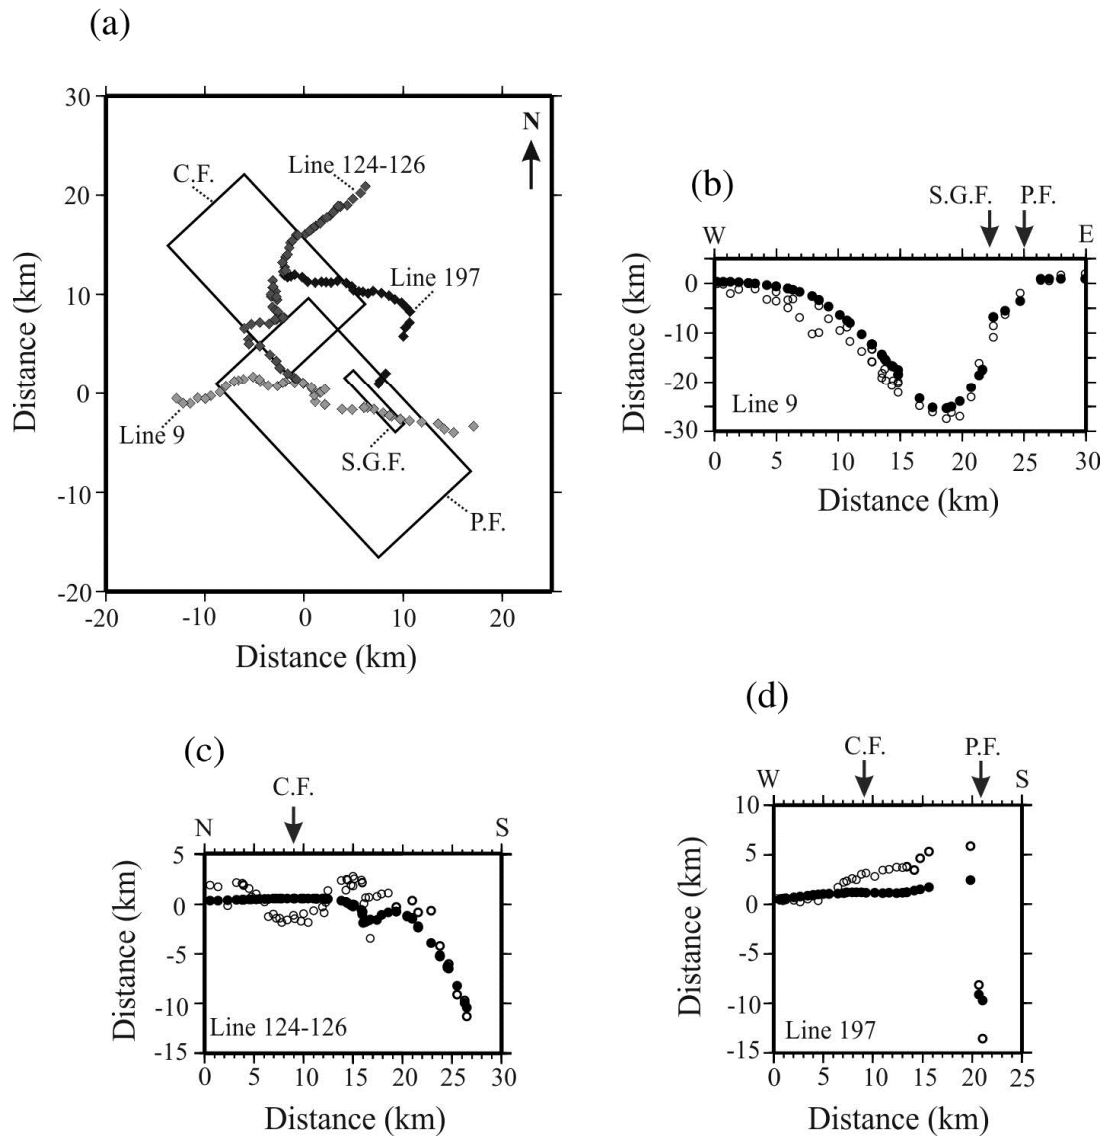 (a)
30
20
10
0
-10
-20
-20
-10
0
10
20
Distance (km)
Distance (km)
N
C.F.
Line 124-126
Line 197
Line 9
S.G.F.
P.F.
(b)
S.G.F.
P.F.
W
E
0
-10
-20
-30
Distance (km)
Line 9
0
5
10
15
20
25
30
Distance (km)
(c)
C.F.
N
S
5
0
-5
-10
-15
Distance (km)
Line 124-126
0
5
10
15
20
25
30
Distance (km)
(d)
C.F.
P.F.
W
S
10
5
0
-5
-10
-15
Distance (km)
Line 197
0
5
10
15
20
25
Distance (km)